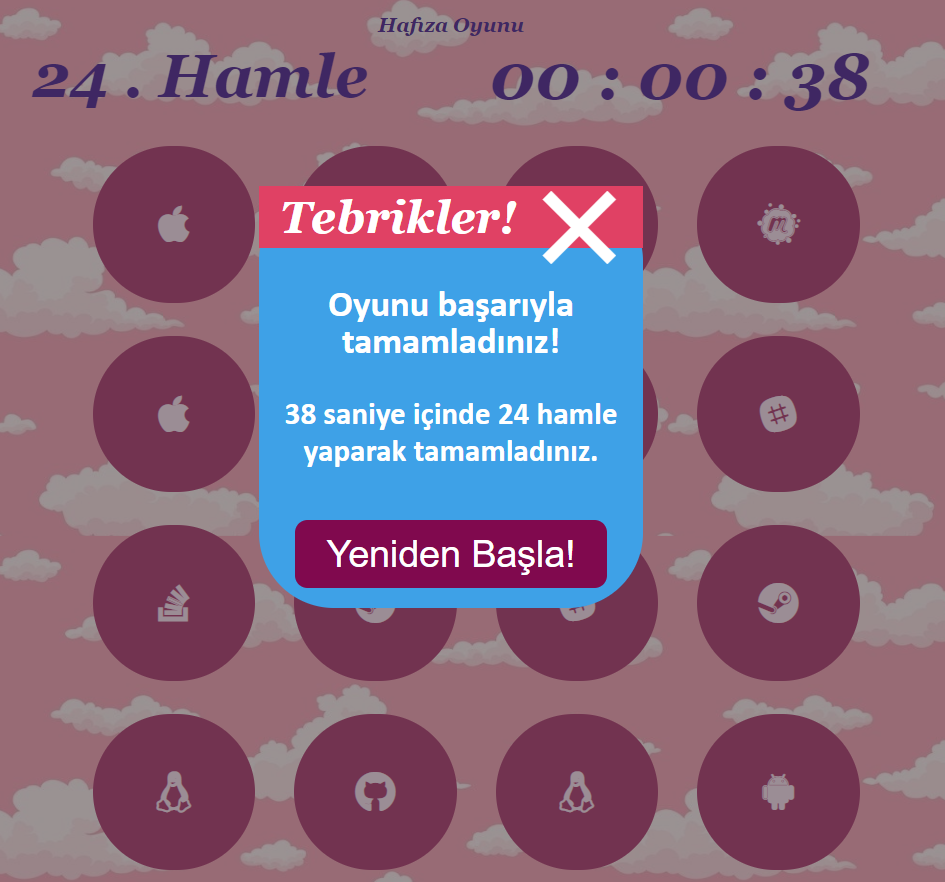 Hafıza Oyunu
24 . Hamle 00 : 00 : 38
Tebrikler!
Oyunu başarıyla
tamamladınız!
38 saniye içinde 24 hamle
yaparak tamamladınız.
Yeniden Başla!